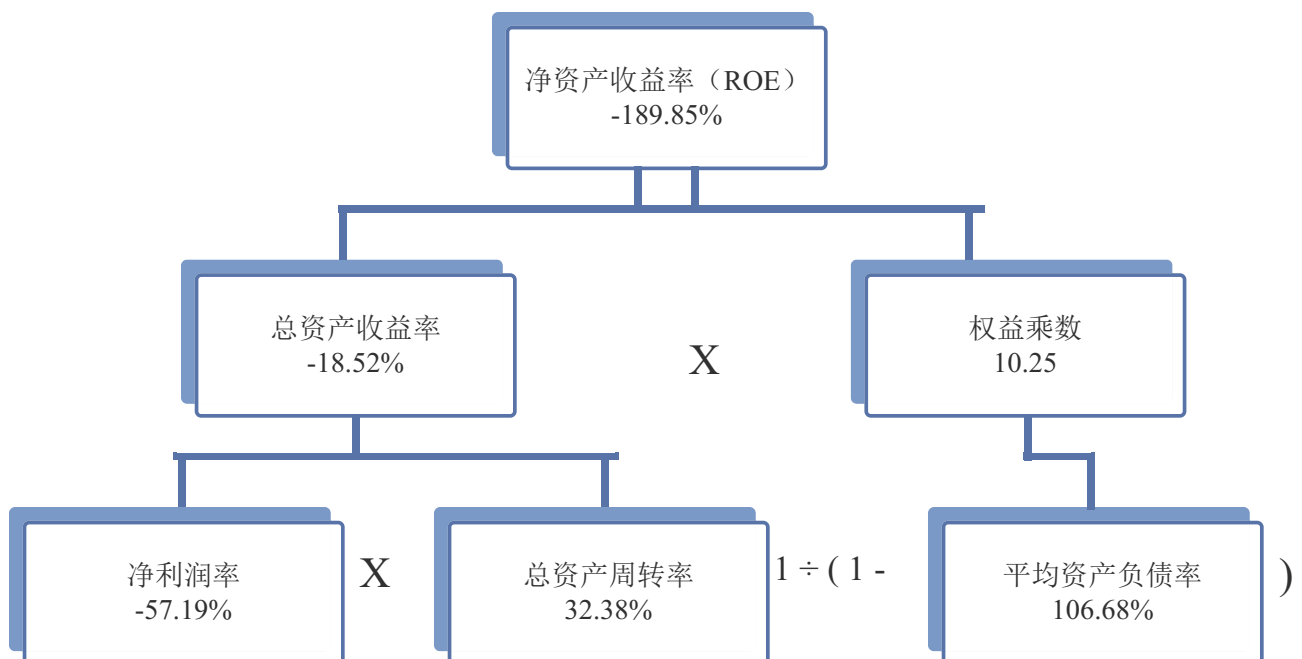 净资产收益率（ROE）
-189.85%
总资产收益率
-18.52%
X
权益乘数
10.25
净利润率
-57.19%
X
总资产周转率
32.38%
1 ÷ ( 1 -
平均资产负债率
106.68%
)